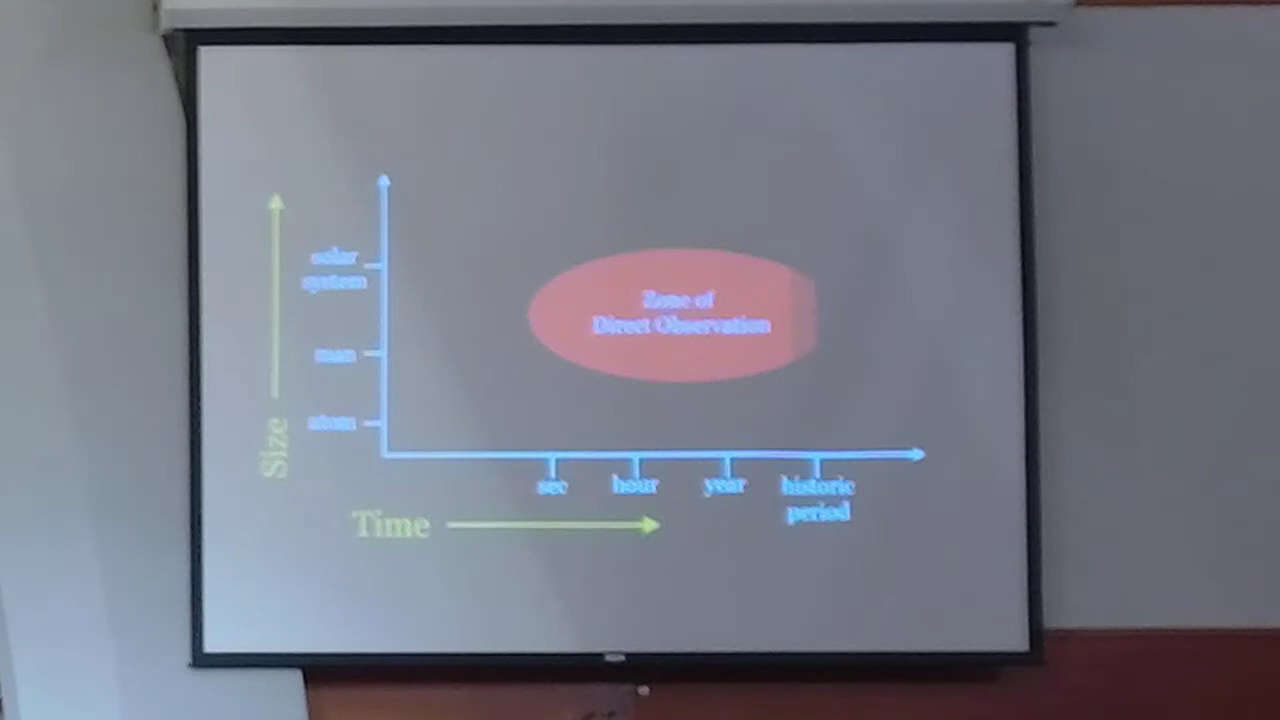 solar
system
man
atom
Size
Zone of
Direct Observation
sec
hour
year
historic
period
Time